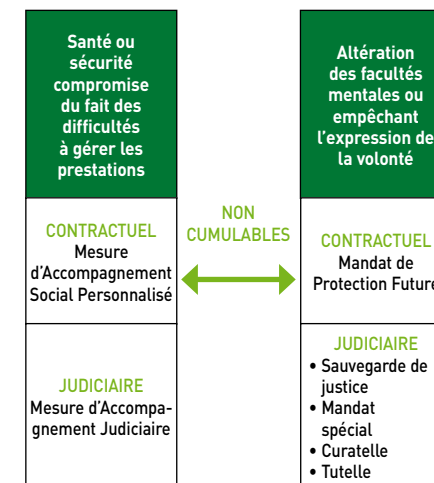 Santé ou
sécurité
compromise
du fait des
difficultés
à gérer les
prestations
CONTRACTUEL
Mesure
d'Accompagnement
Social Personnalisé
JUDICIAIRE
Mesure d'Accompa-
gnement Judiciaire
NON
CUMULABLES
Altération
des facultés
mentales ou
empêchant
l'expression de
la volonté
CONTRACTUEL
Mandat de
Protection Future
JUDICIAIRE
• Sauvegarde de
justice
• Mandat
spécial
• Curatelle
• Tutelle